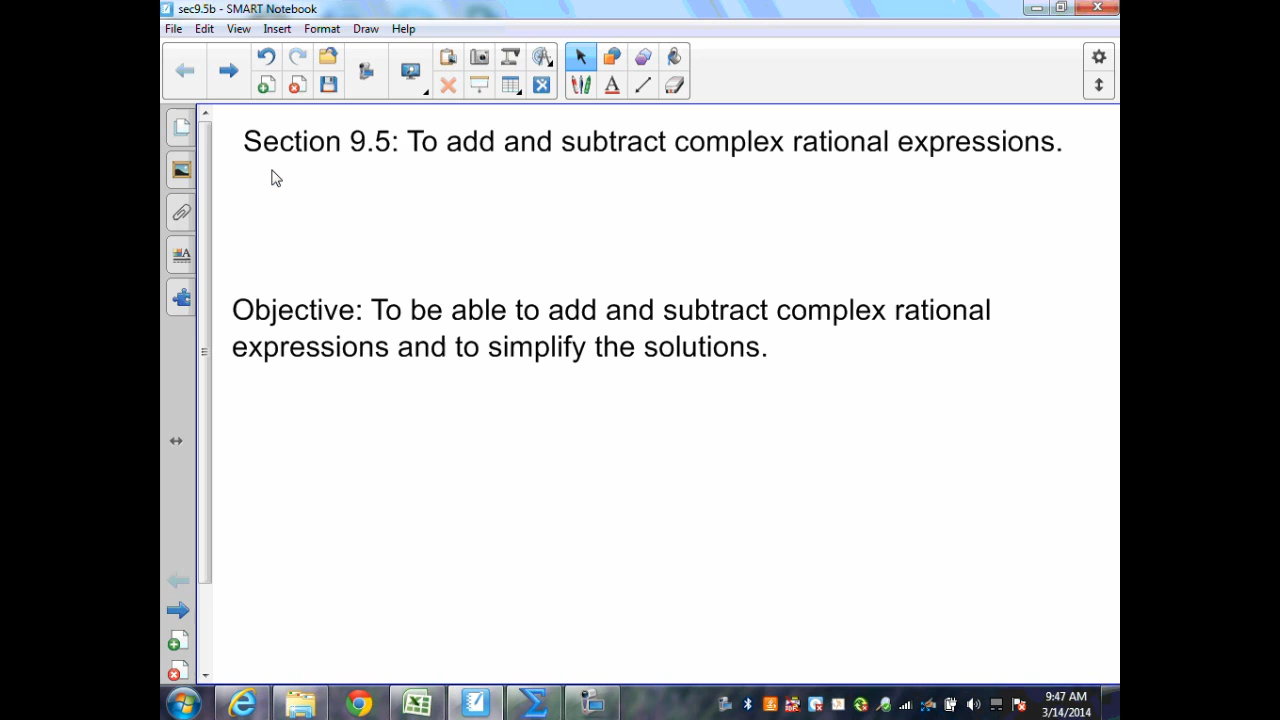 sec9.5b - SMART Notebook
File Edit View Insert Format Draw Help
Section 9.5: To add and subtract complex rational expressions.
Objective: To be able to add and subtract complex rational
expressions and to simplify the solutions.
9:47 AM
3/14/2014